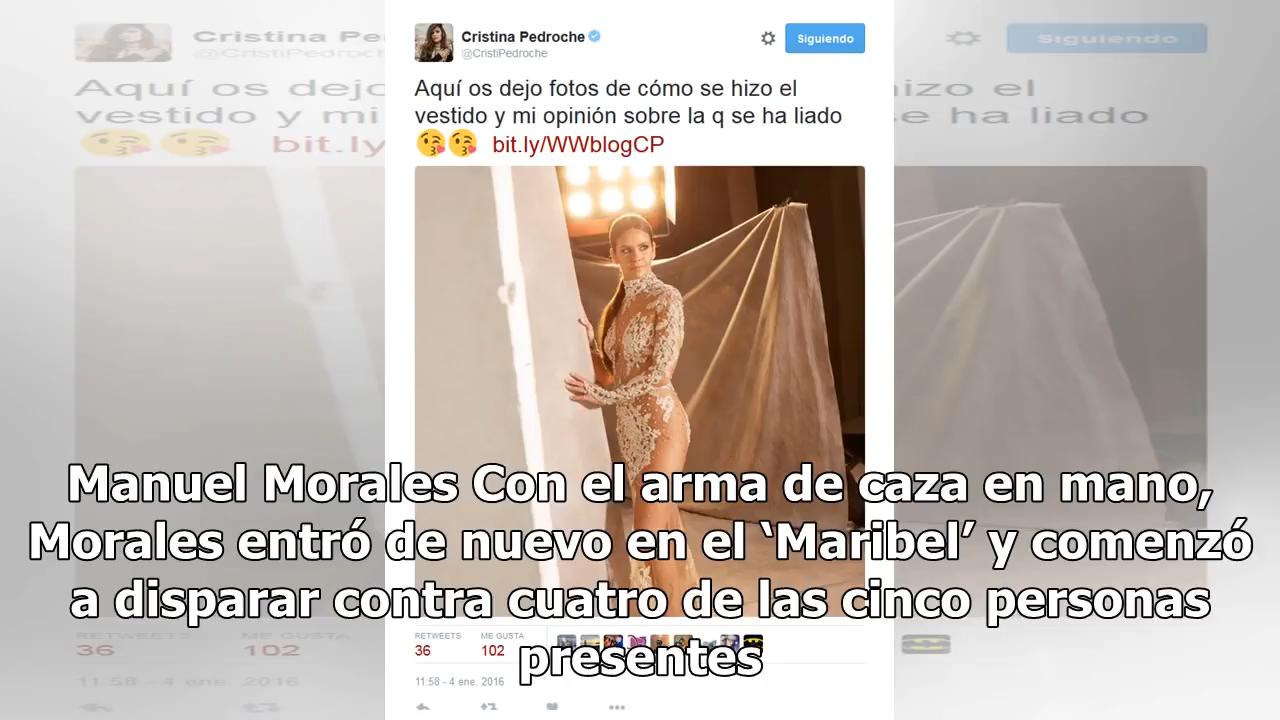 Cristina Pedroche
@CristiPedroche
Siguiendo
Aquí os dejo fotos de cómo se hizo el
vestido y mi opinión sobre la q se ha liado
😘😘 bit.ly/WWblogCP
Manuel Morales Con el arma de caza en mano,
Morales entró de nuevo en el ‘Maribel’ y comenzó
a disparar contra cuatro de las cinco personas
presentes
RETWEETS ME GUSTA
36 102
11:58 - 4 ene. 2016